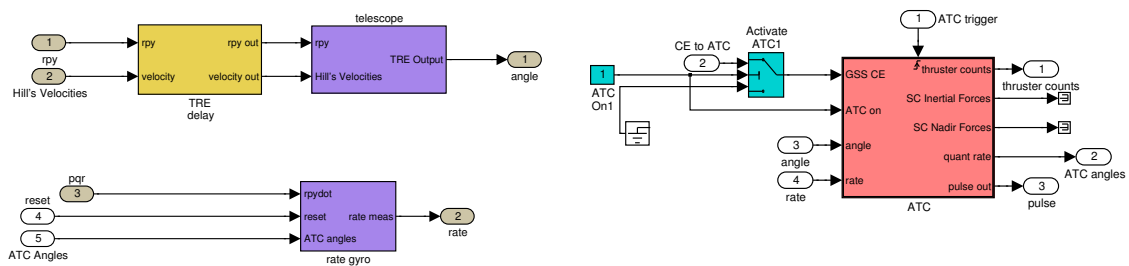 1
rpy
2
Hill's Velocities
rpy
velocity
rpy out
velocity out
TRE
delay
telescope
rpy
Hill's Velocities
TRE Output
1
angle
pqr
3
reset
4
5
ATC Angles
rpydot
reset
ATC angles
rate meas
rate gyro
2
rate
1
ATC trigger
CE to ATC
2
Activate
ATC1
1
ATC
On1
3
angle
4
rate
GSS CE
ATC on
angle
rate
thruster counts
SC Inertial Forces
SC Nadir Forces
quant rate
pulse out
ATC
1
thruster counts
2
ATC angles
3
pulse